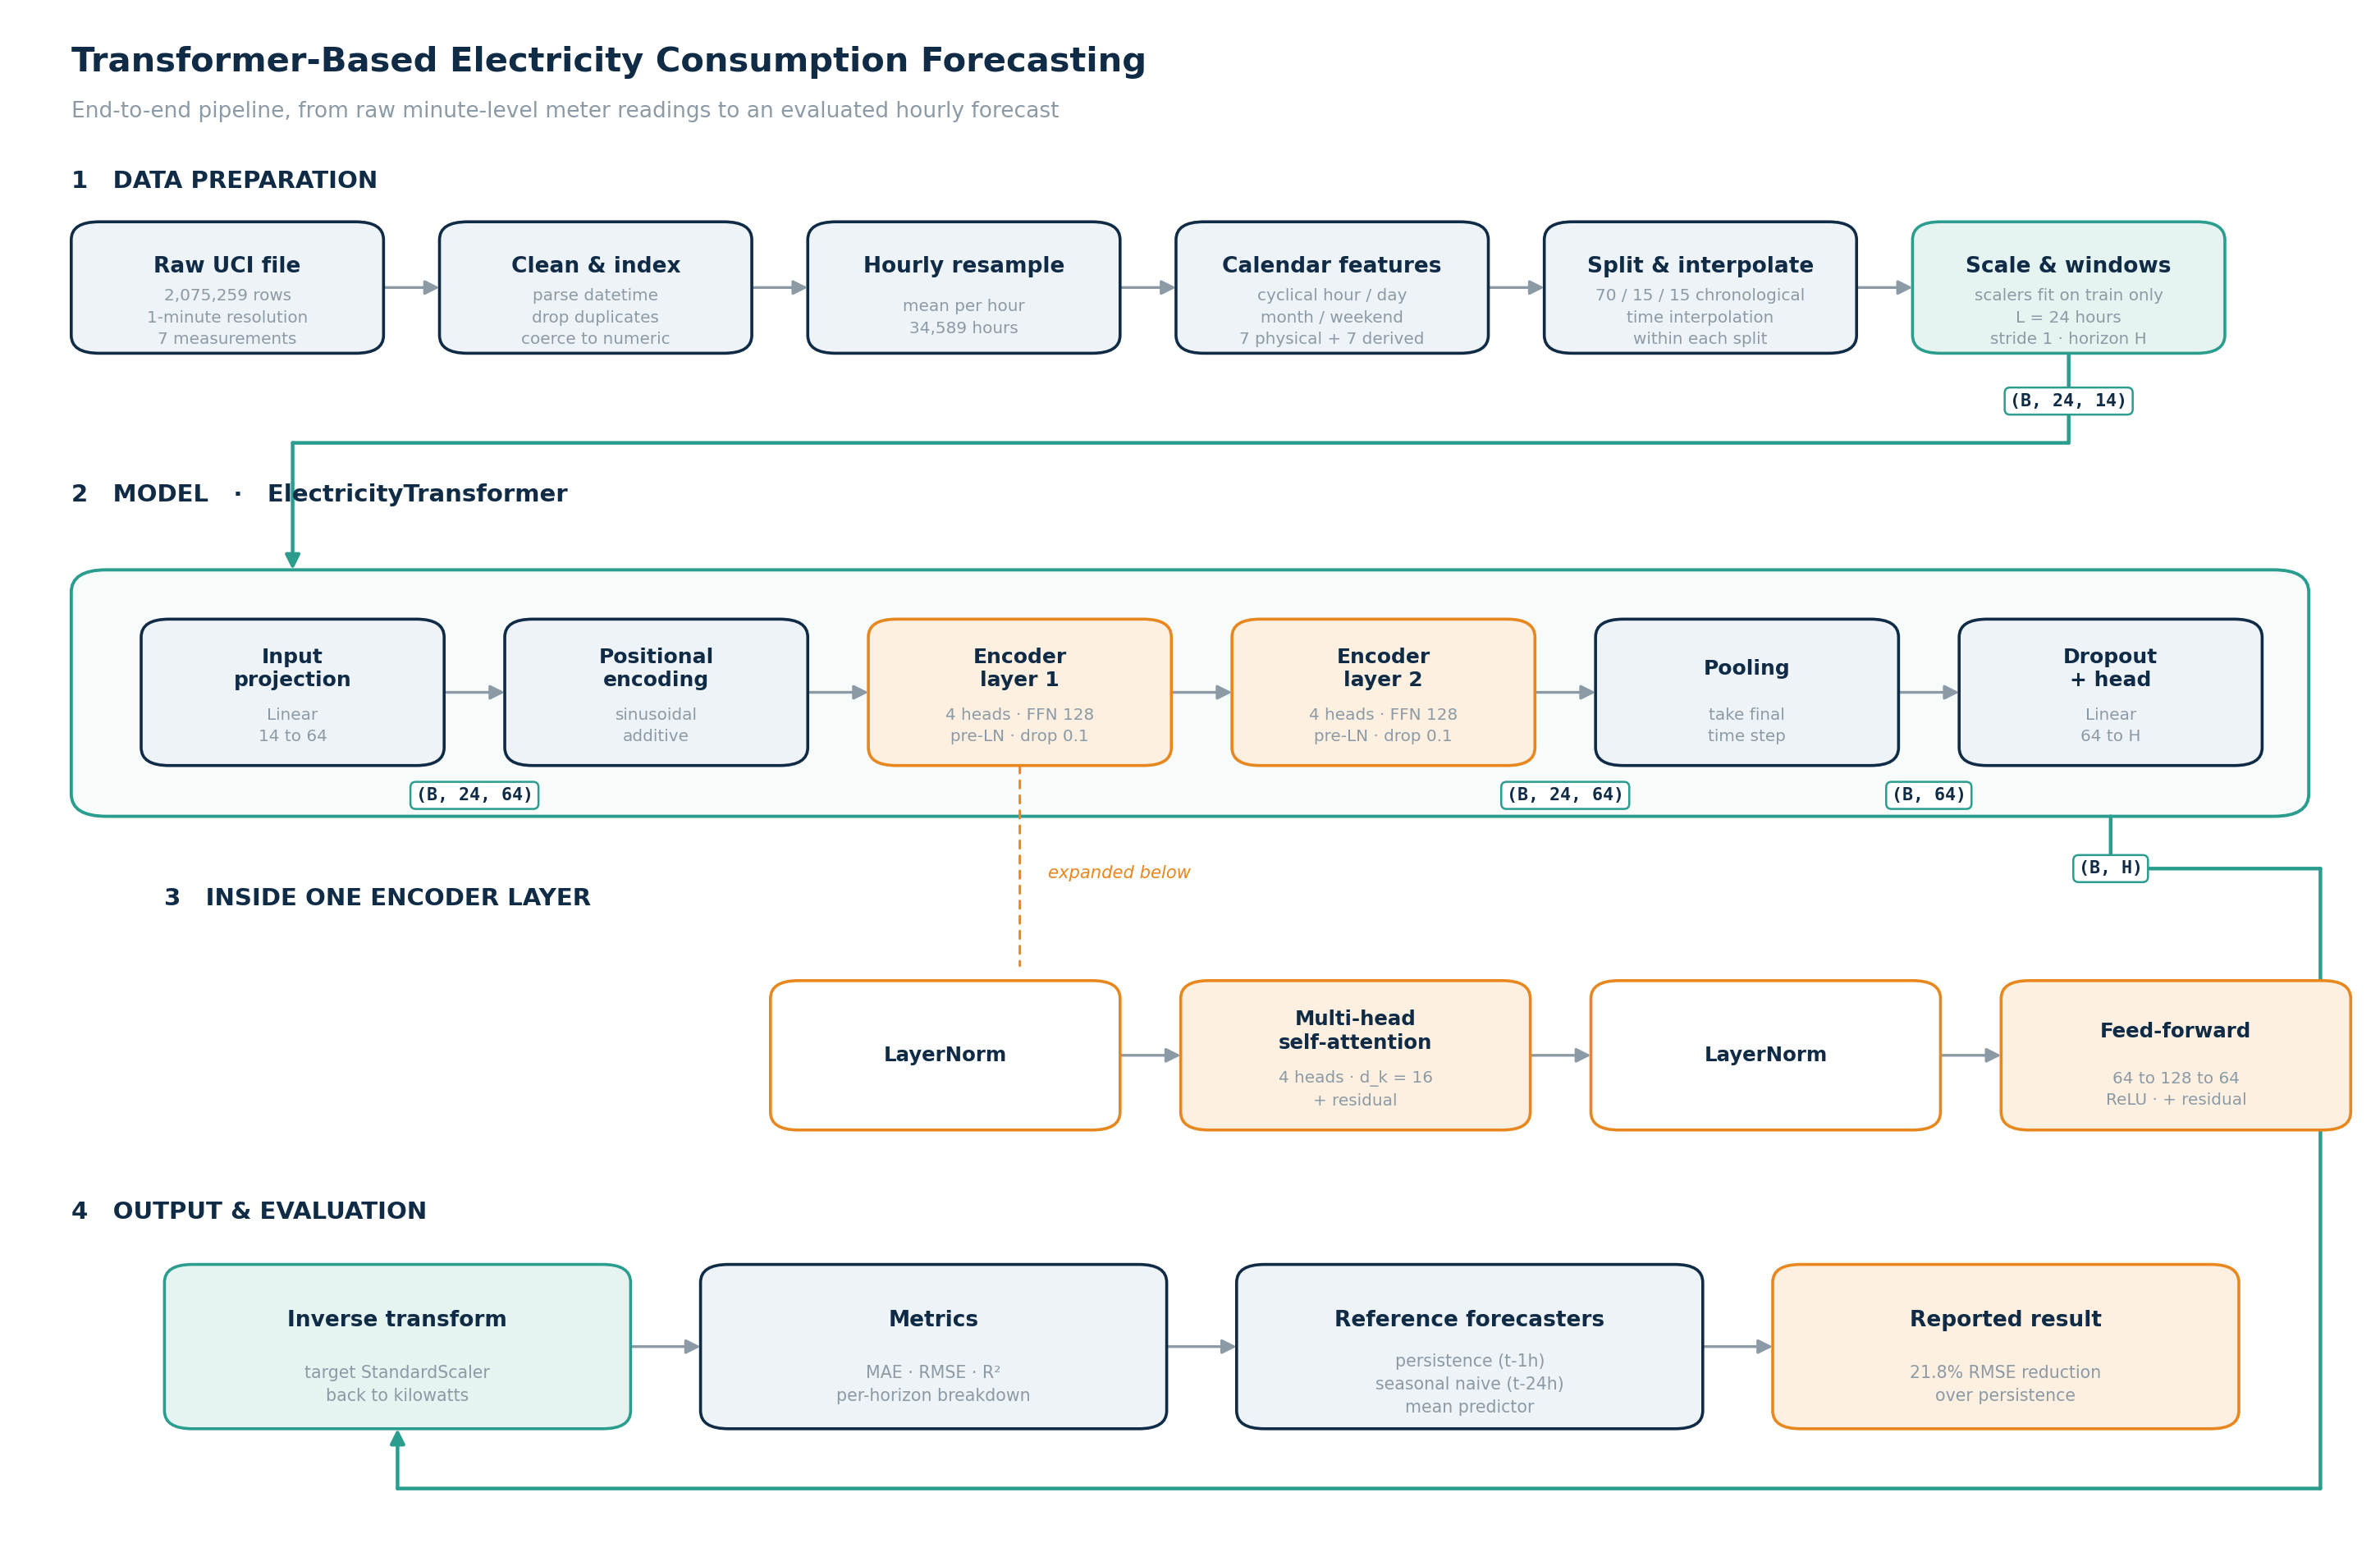 Transformer-Based Electricity Consumption Forecasting
End-to-end pipeline, from raw minute-level meter readings to an evaluated hourly forecast
1 DATA PREPARATION
Raw UCI file
2,075,259 rows
1-minute resolution
7 measurements
Clean & index
parse datetime
drop duplicates
coerce to numeric
Hourly resample
mean per hour
34,589 hours
Calendar features
cyclical hour / day
month / weekend
7 physical + 7 derived
Split & interpolate
70 / 15 / 15 chronological
time interpolation
within each split
Scale & windows
scalers fit on train only
L = 24 hours
stride 1 · horizon H
(B, 24, 14)
2 MODEL · ElectricityTransformer
Input
projection
Linear
14 to 64
Positional
encoding
sinusoidal
additive
Encoder
layer 1
4 heads · FFN 128
pre-LN · drop 0.1
Encoder
layer 2
4 heads · FFN 128
pre-LN · drop 0.1
Pooling
take final
time step
Dropout
+ head
Linear
64 to H
(B, 24, 64)
(B, 24, 64)
(B, 64)
(B, H)
expanded below
3 INSIDE ONE ENCODER LAYER
LayerNorm
Multi-head
self-attention
4 heads · d_k = 16
+ residual
LayerNorm
Feed-forward
64 to 128 to 64
ReLU · + residual
4 OUTPUT & EVALUATION
Inverse transform
target StandardScaler
back to kilowatts
Metrics
MAE · RMSE · R²
per-horizon breakdown
Reference forecasters
persistence (t-1h)
seasonal naive (t-24h)
mean predictor
Reported result
21.8% RMSE reduction
over persistence